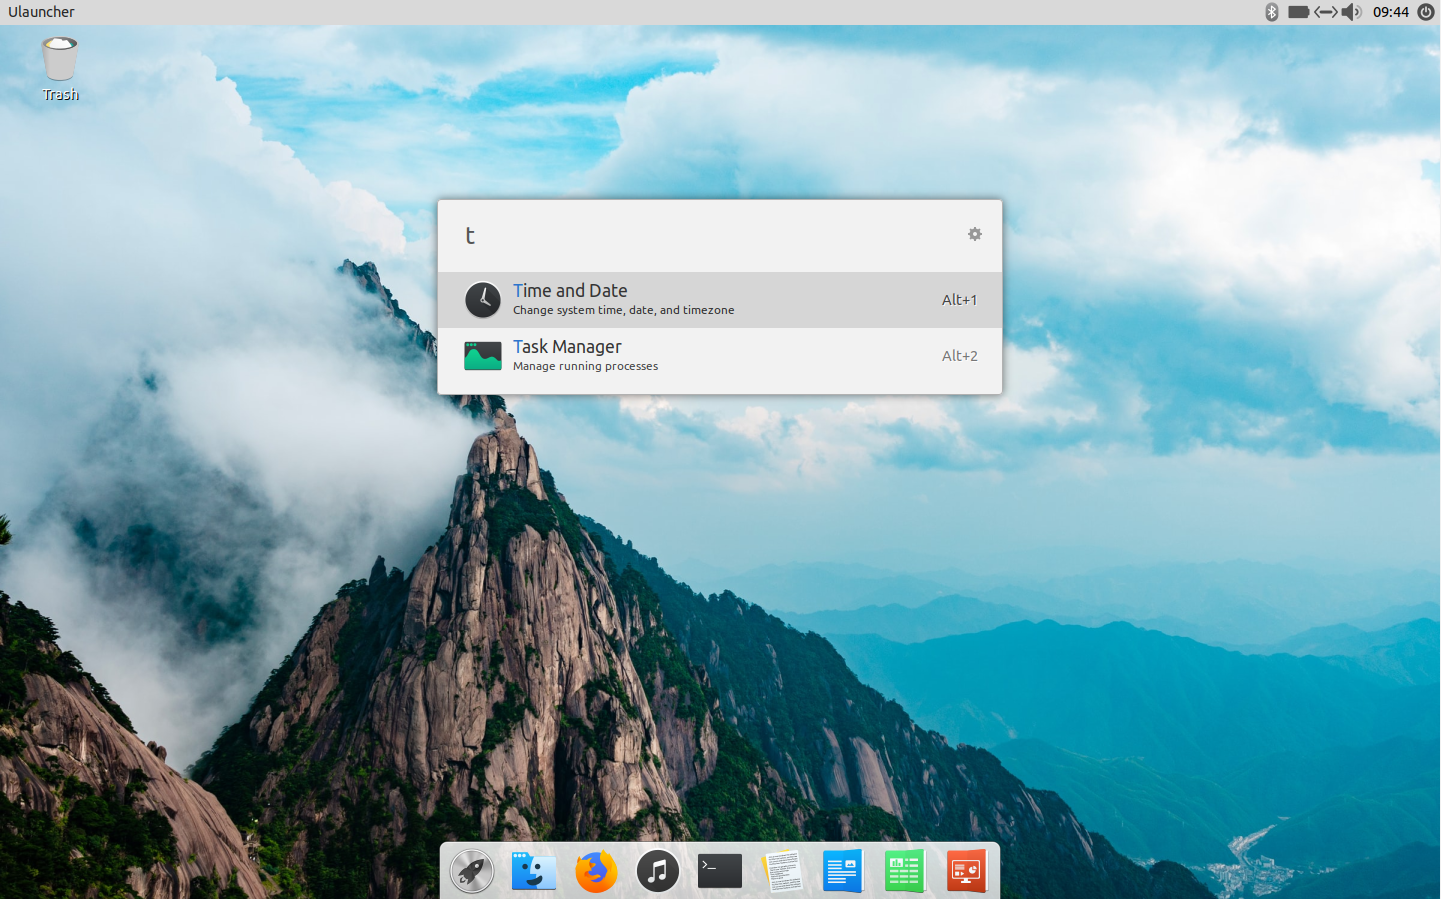 Ulauncher
09:44
Trash
t
Time and Date
Change system time, date, and timezone
Alt+1
Task Manager
Manage running processes
Alt+2
>_